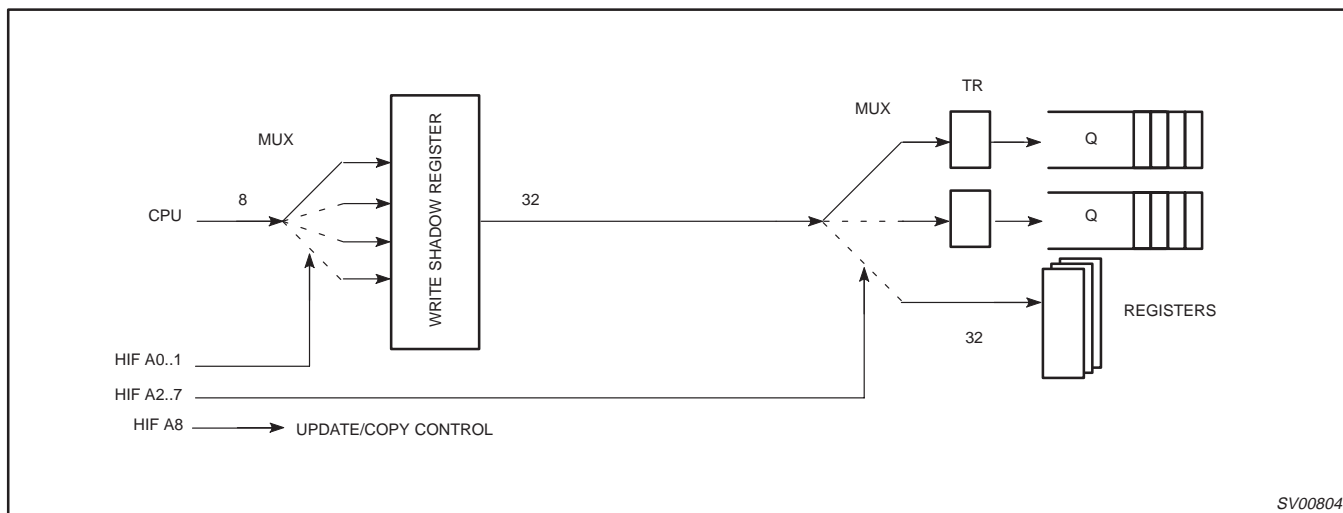 TR
MUX
Q
MUX
WRITE SHADOW REGISTER
CPU
8
32
Q
REGISTERS
32
HIF A0..1
HIF A2..7
HIF A8
UPDATE/COPY CONTROL
SV00804